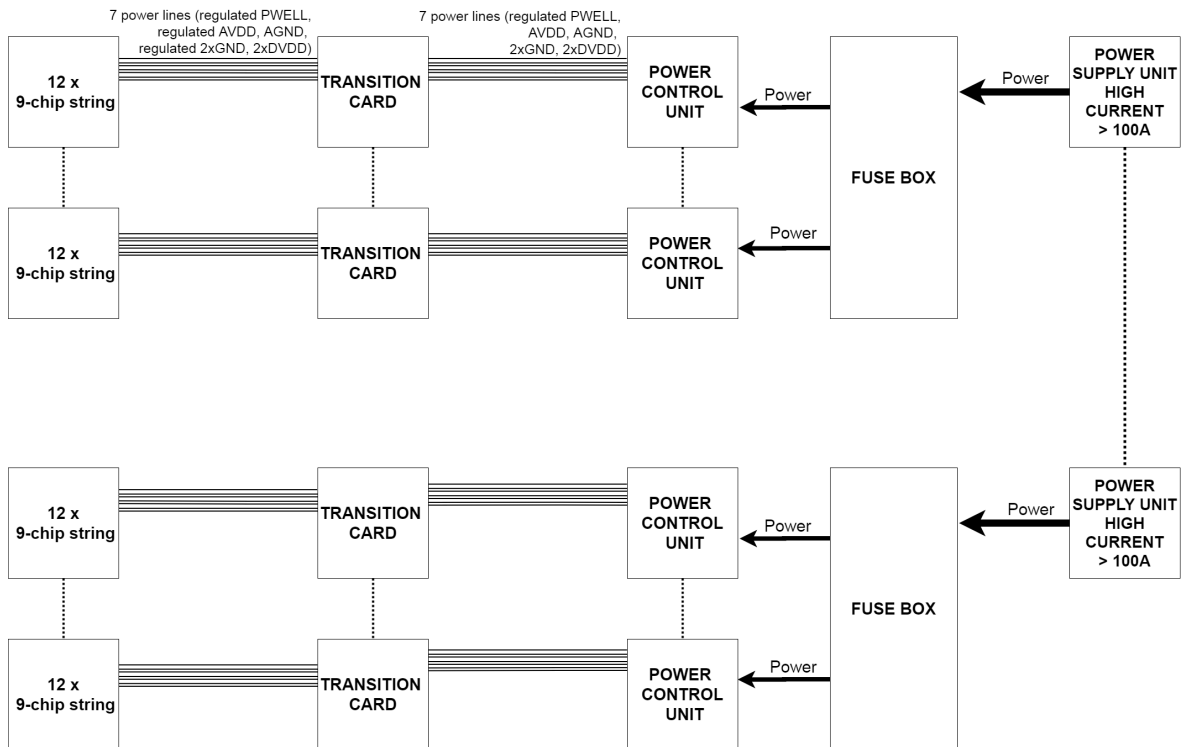 7 power lines (regulated PWELL,
regulated AVDD, AGND,
regulated 2xGND, 2xDVDD)
7 power lines (regulated PWELL,
AVDD, AGND,
2xGND, 2xDVDD)
12 x
9-chip string
TRANSITION
CARD
POWER
CONTROL
UNIT
Power
FUSE BOX
Power
POWER
SUPPLY UNIT
HIGH
CURRENT
> 100A
12 x
9-chip string
TRANSITION
CARD
POWER
CONTROL
UNIT
Power
12 x
9-chip string
TRANSITION
CARD
POWER
CONTROL
UNIT
Power
FUSE BOX
Power
POWER
SUPPLY UNIT
HIGH
CURRENT
> 100A
12 x
9-chip string
TRANSITION
CARD
POWER
CONTROL
UNIT
Power